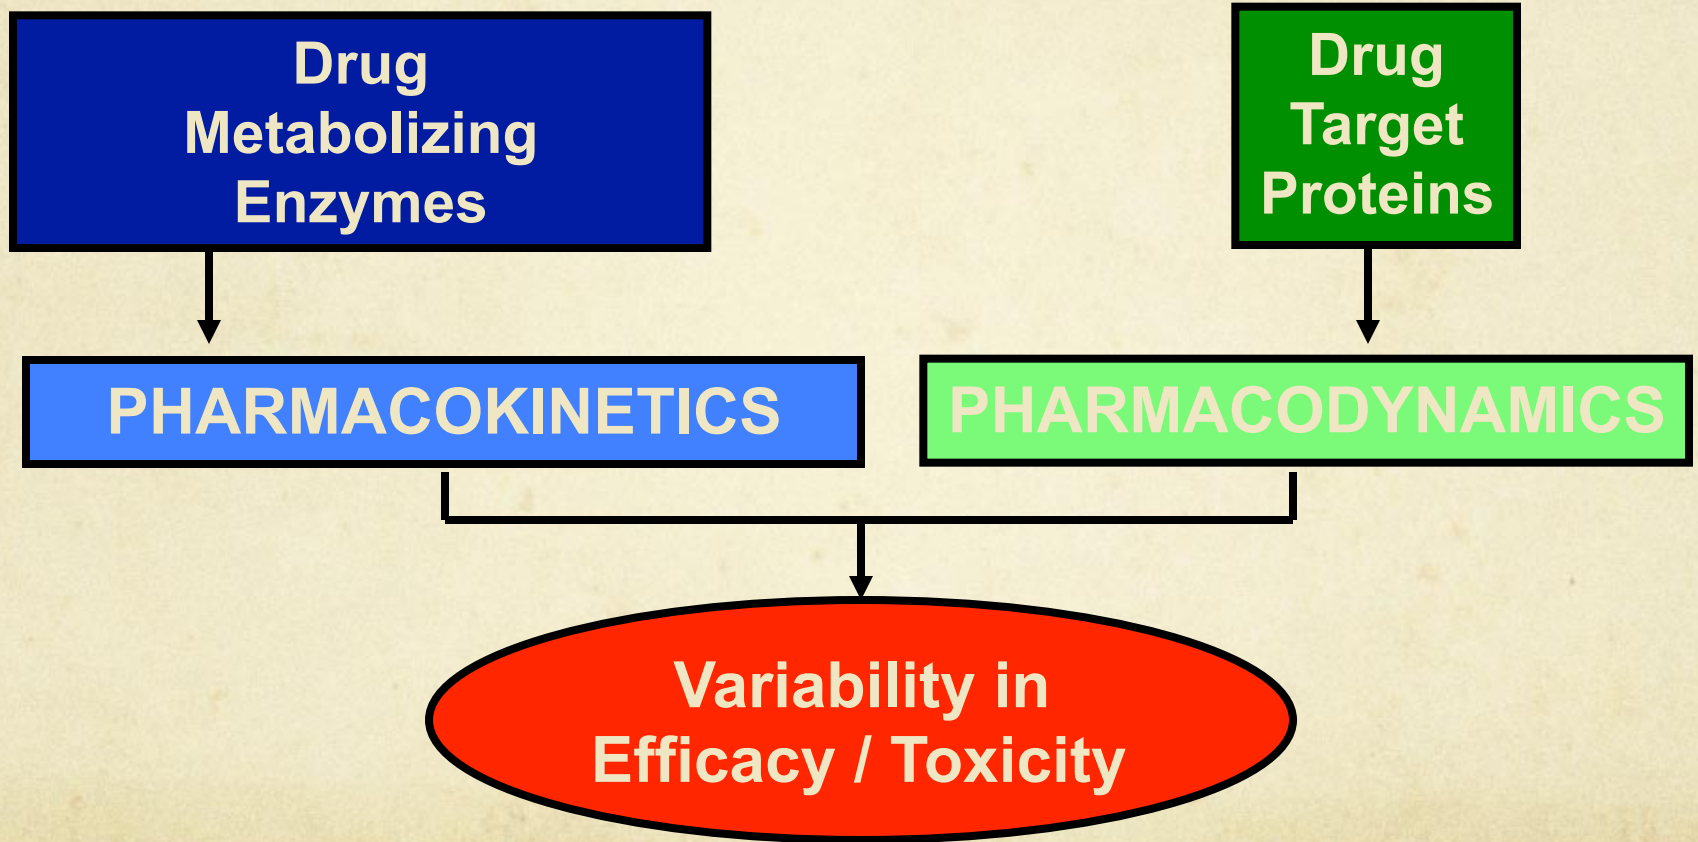 Drug
Metabolizing
Enzymes
Drug
Target
Proteins
PHARMACOKINETICS
PHARMACODYNAMICS
Variability in
Efficacy / Toxicity